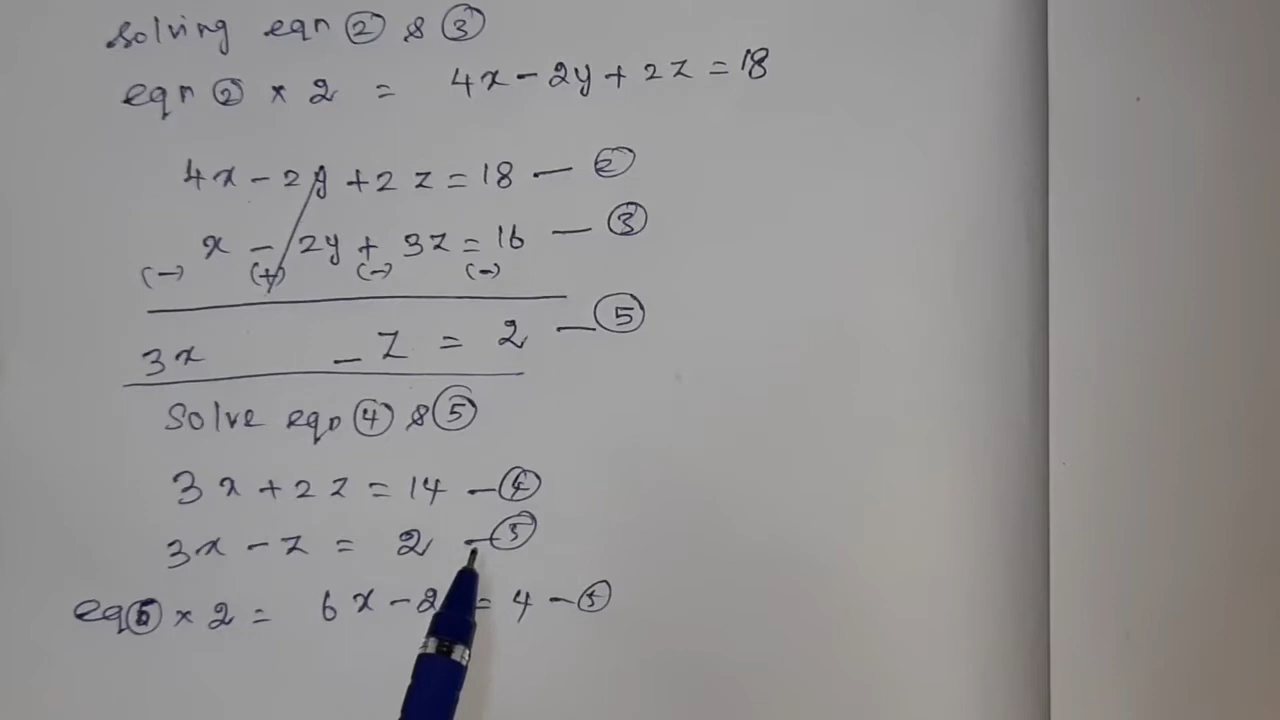 solving eqn ② & ③
eqn ② × 2 = 4x - 2y + 2z = 18
4x - 2y + 2z = 18 — ②
x - 2y + 3z = 16 — ③
(-) (+) (-) (-)
3x - z = 2 — ⑤
Solve eqn ④ & ⑤
3x + 2z = 14 — ④
3x - z = 2 — ⑤
eq ⑤ × 2 = 6x - 2 = 4 — ⑤